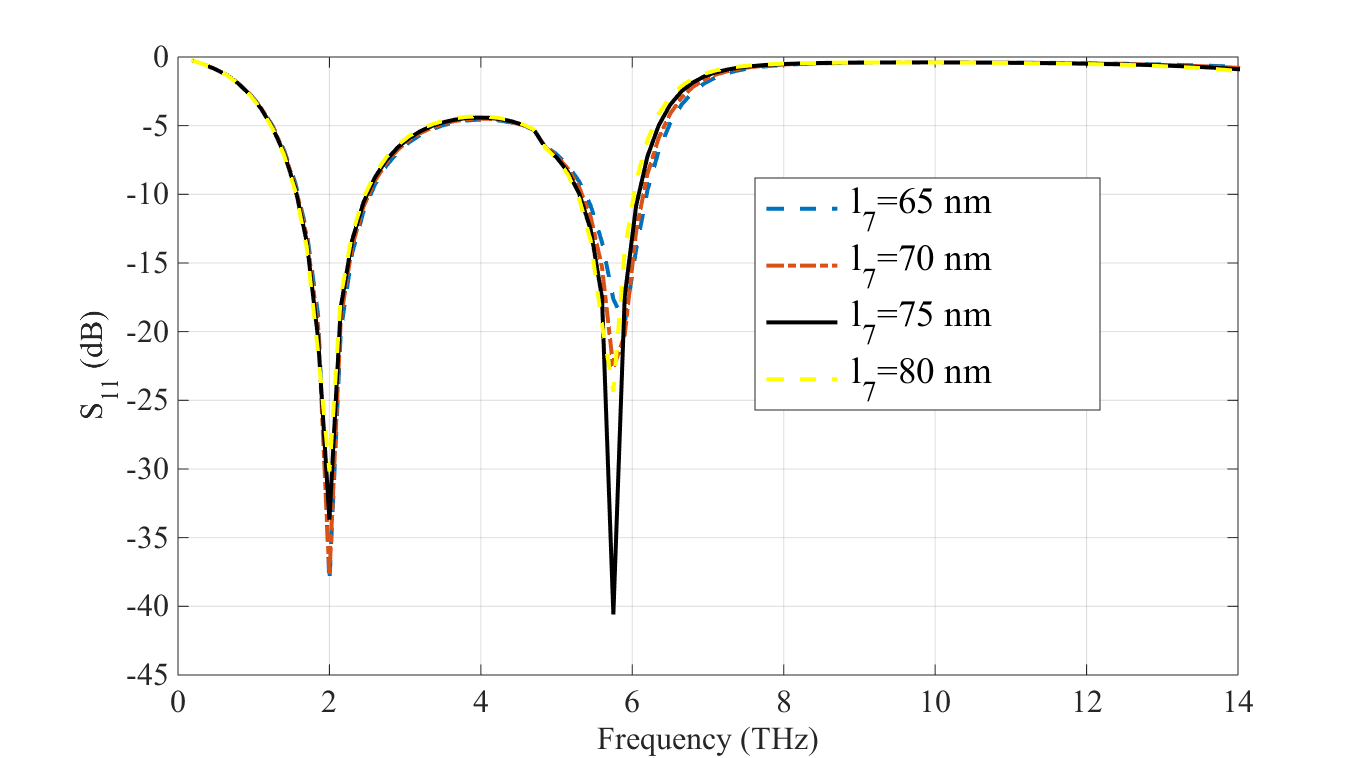 0
-5
-10
-15
-20
-25
-30
-35
-40
-45
S11 (dB)
l7=65 nm
l7=70 nm
l7=75 nm
l7=80 nm
0 2 4 6 8 10 12 14
Frequency (THz)